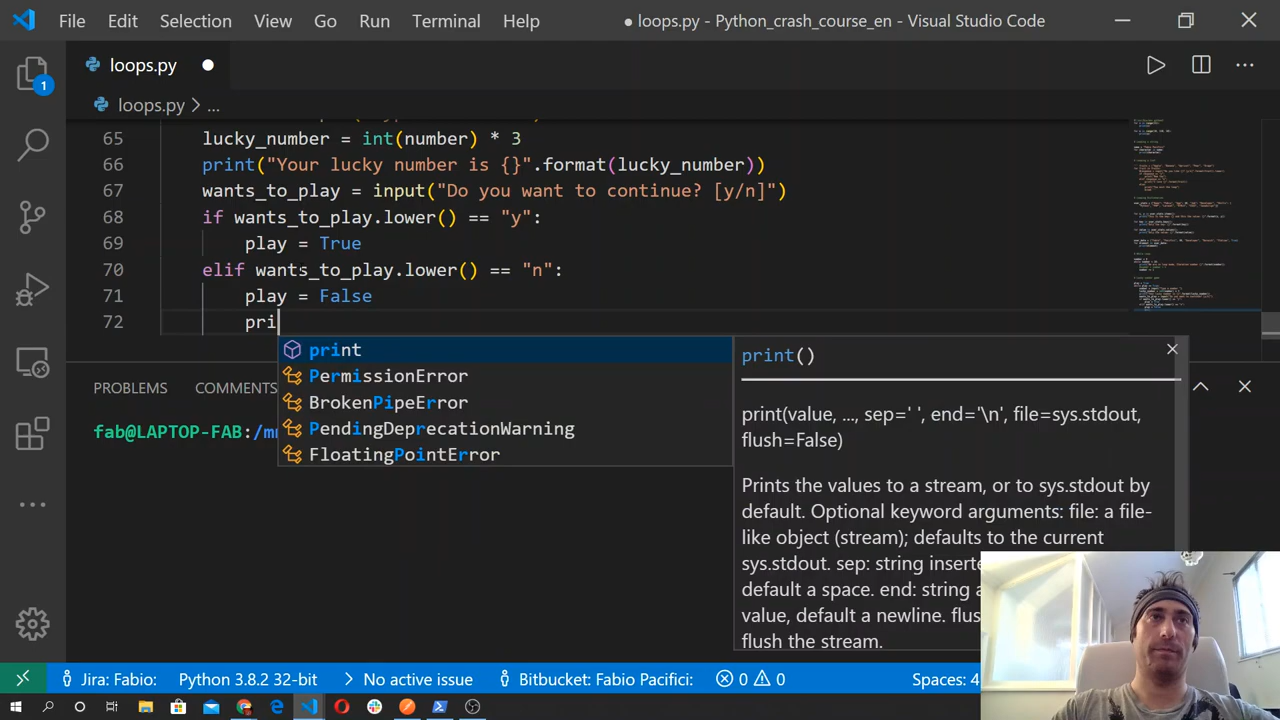 File Edit Selection View Go Run Terminal Help ● loops.py - Python_crash_course_en - Visual Studio Code
loops.py ●
loops.py > ...
65 lucky_number = int(number) * 3
66 print("Your lucky number is {}".format(lucky_number))
67 wants_to_play = input("Do you want to continue? [y/n]")
68 if wants_to_play.lower() == "y":
69 play = True
70 elif wants_to_play.lower() == "n":
71 play = False
72 pri
print
PermissionError
BrokenPipeError
PendingDeprecationWarning
FloatingPointError
print()
print(value, ..., sep=' ', end='\n', file=sys.stdout,
flush=False)
Prints the values to a stream, or to sys.stdout by
default. Optional keyword arguments: file: a file-
like object (stream); defaults to the current
sys.stdout. sep: string
default a space. end: string
value, default a newline.
flush the stream.
1
PROBLEMS COMMENTS
fab@LAPTOP-FAB:
Jira: Fabio: Python 3.8.2 32-bit > No active issue Bitbucket: Fabio Pacifici: 0 0 Spaces: 4